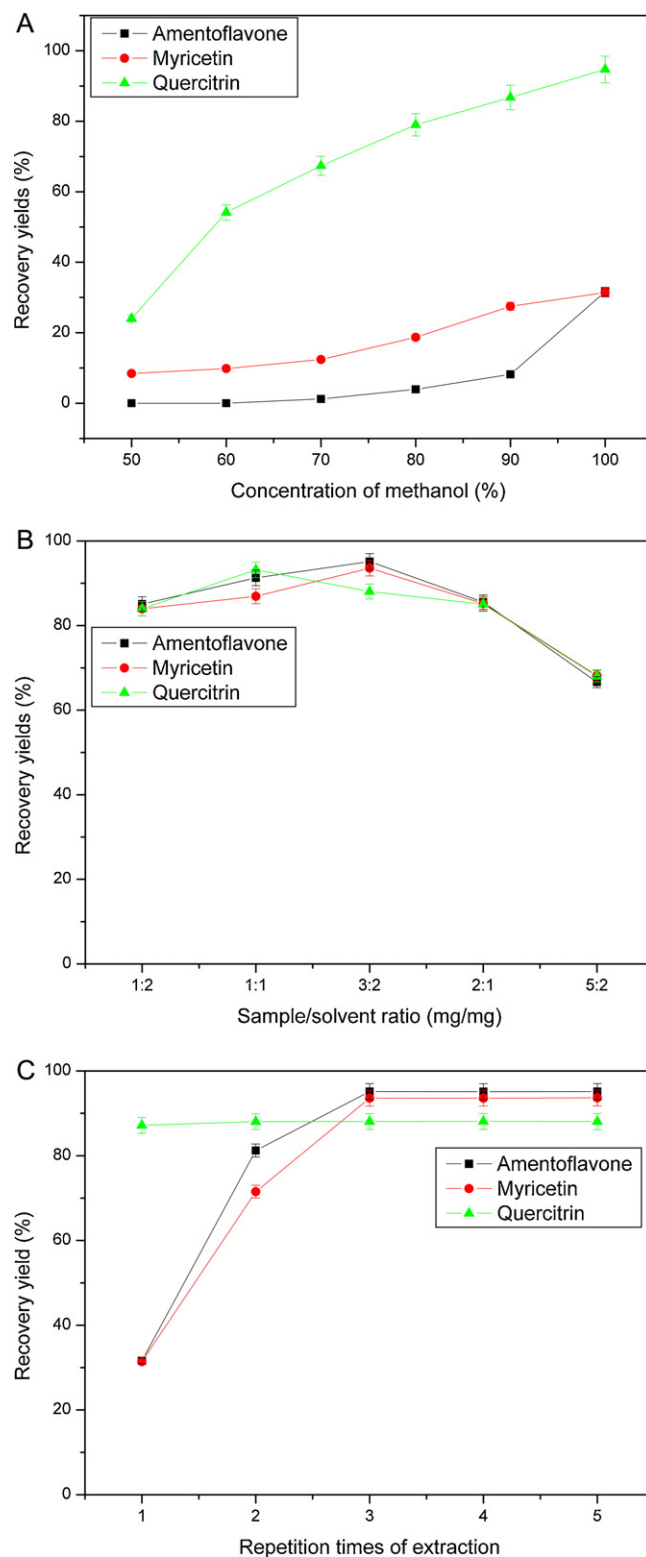 A
Amentoflavone
Myricetin
Quercitrin
100
80
60
40
20
0
Recovery yields (%)
50 60 70 80 90 100
Concentration of methanol (%)
B
100
80
60
40
20
0
Amentoflavone
Myricetin
Quercitrin
Recovery yields (%)
1:2 1:1 3:2 2:1 5:2
Sample/solvent ratio (mg/mg)
C
100
80
60
40
20
0
Amentoflavone
Myricetin
Quercitrin
Recovery yield (%)
1 2 3 4 5
Repetition times of extraction